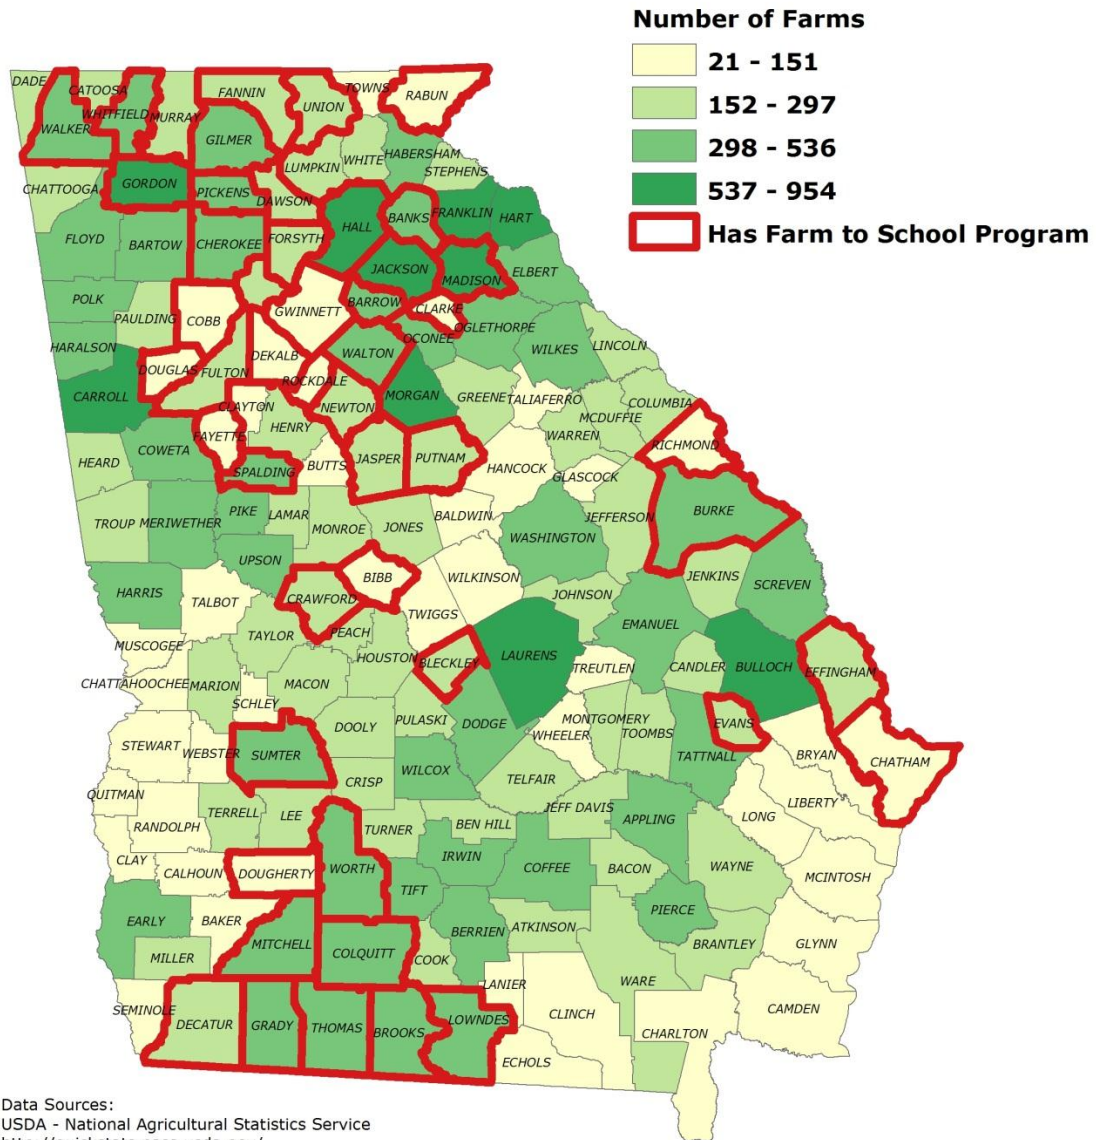 Number of Farms
21 - 151
152 - 297
298 - 536
537 - 954
Has Farm to School Program
DADE
CATOOSA
WHITFIELD
MURRAY
WALKER
FANNIN
UNION
TOWNS
RABUN
GILMER
LUMPKIN
WHITE
HABERSHAM
STEPHENS
CHATTOOGA
GORDON
PICKENS
DAWSON
HALL
BANKS
FRANKLIN
HART
FLOYD
BARTOW
CHEROKEE
FORSYTH
JACKSON
MADISON
ELBERT
POLK
PAULDING
COBB
GWINNETT
BARROW
CLARKE
OCONEE
OGLETHORPE
WILKES
LINCOLN
HARALSON
DOUGLAS
FULTON
DEKALB
ROCKDALE
WALTON
MORGAN
GREENE
TALIAFERRO
COLUMBIA
MCDUFFIE
CARROLL
CLAYTON
HENRY
NEWTON
WARREN
RICHMOND
HEARD
COWETA
FAYETTE
SPALDING
BUTTS
JASPER
PUTNAM
HANCOCK
GLASCOCK
TROUP
MERIWETHER
PIKE
LAMAR
MONROE
JONES
BALDWIN
WASHINGTON
JEFFERSON
BURKE
UPSON
HARRIS
TALBOT
CRAWFORD
BIBB
WILKINSON
TWIGGS
JOHNSON
JENKINS
SCREVEN
EMANUEL
MUSCOGEE
TAYLOR
PEACH
HOUSTON
BLECKLEY
LAURENS
TREUTLEN
CANDLER
BULLOCH
EFFINGHAM
CHATTAHOOCHEE
MARION
MACON
SCHLEY
DOOLY
PULASKI
DODGE
WHEELER
MONTGOMERY
TOOMBS
EVANS
TATTNALL
BRYAN
CHATHAM
STEWART
WEBSTER
SUMTER
CRISP
WILCOX
TELFAIR
QUITMAN
RANDOLPH
TERRELL
LEE
TURNER
BEN HILL
JEFF DAVIS
APPLING
LONG
LIBERTY
CLAY
CALHOUN
DOUGHERTY
WORTH
TIFT
IRWIN
COFFEE
BACON
WAYNE
MCINTOSH
EARLY
BAKER
MITCHELL
COLQUITT
BERRIEN
ATKINSON
PIERCE
BRANTLEY
GLYNN
MILLER
COOK
LANIER
WARE
SEMINOLE
DECATUR
GRADY
THOMAS
BROOKS
LOWNDES
ECHOLS
CLINCH
CHARLTON
CAMDEN
Data Sources:
USDA - National Agricultural Statistics Service